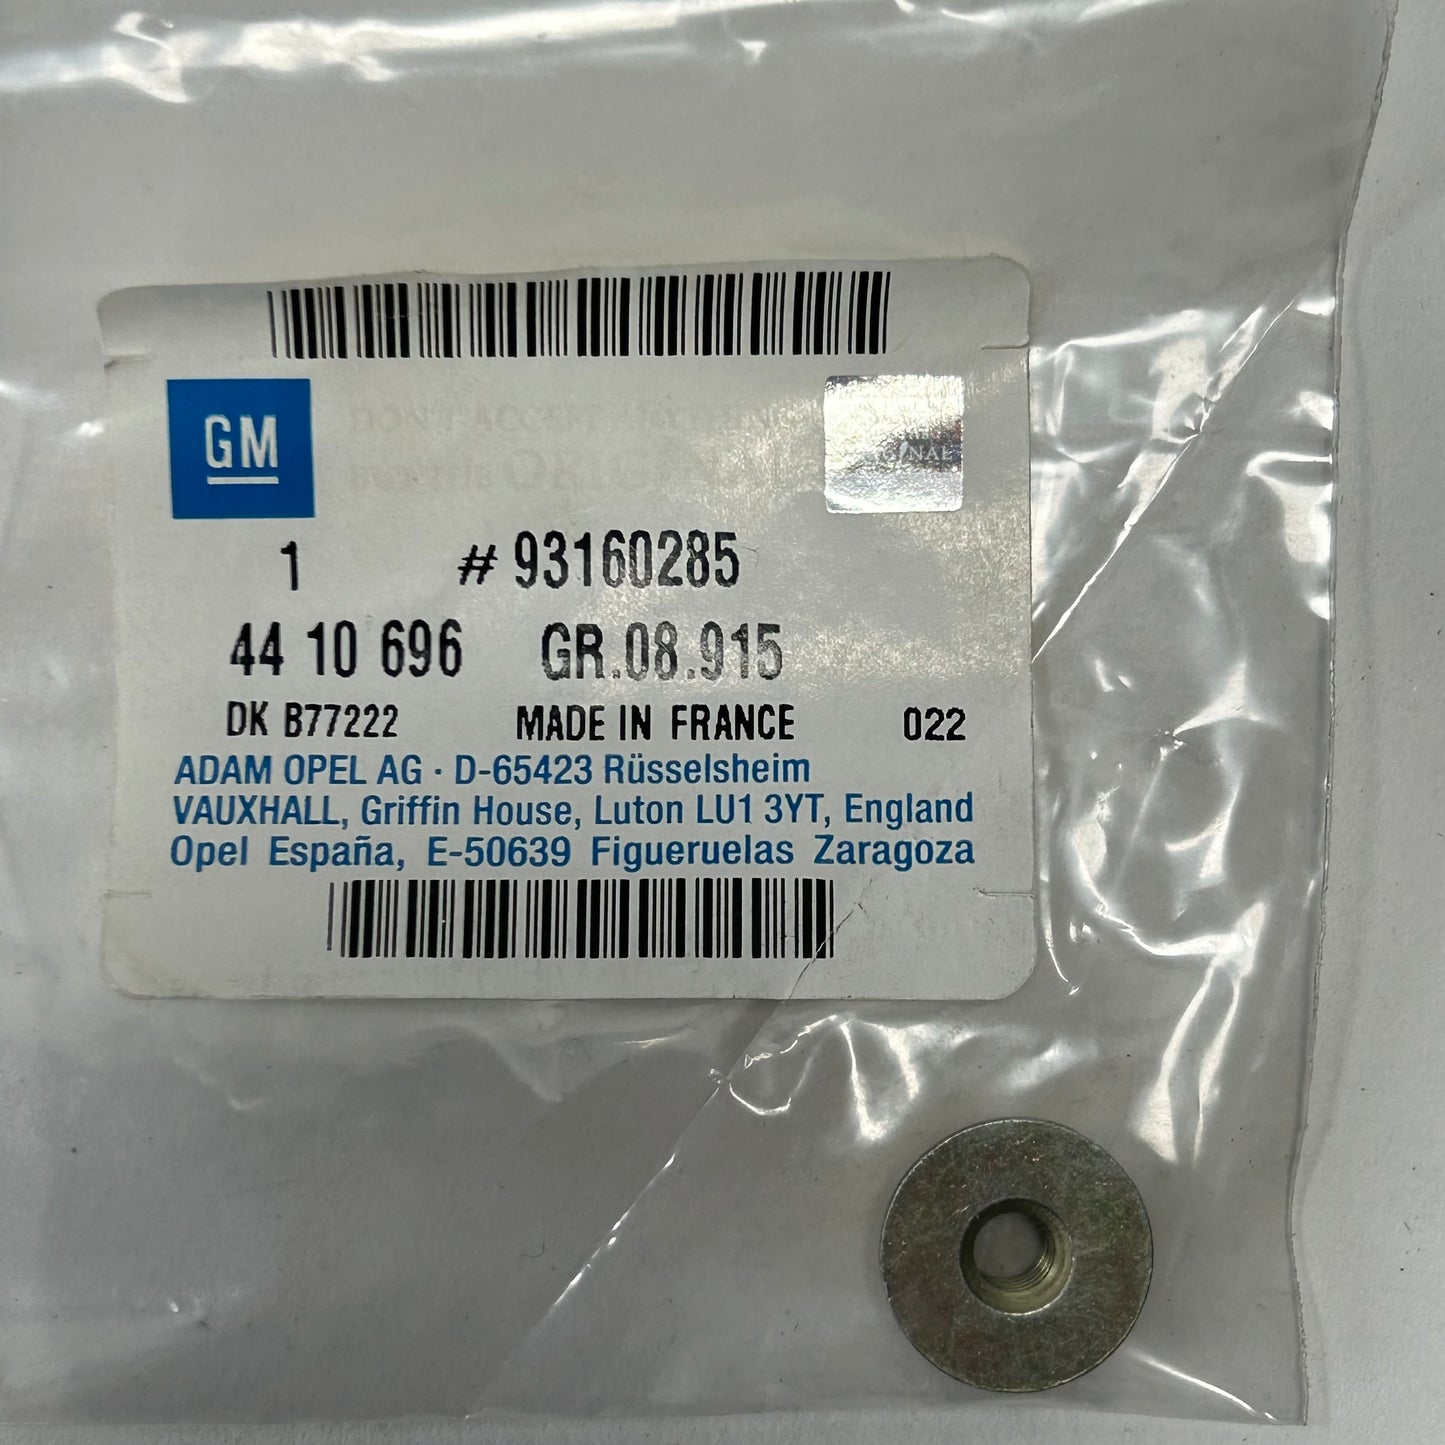 GM
1 # 93160285
44 10 696 GR.08.915
DK B77222 MADE IN FRANCE 022
ADAM OPEL AG · D-65423 Rüsselsheim
VAUXHALL, Griffin House, Luton LU1 3YT, England
Opel España, E-50639 Figueruelas Zaragoza